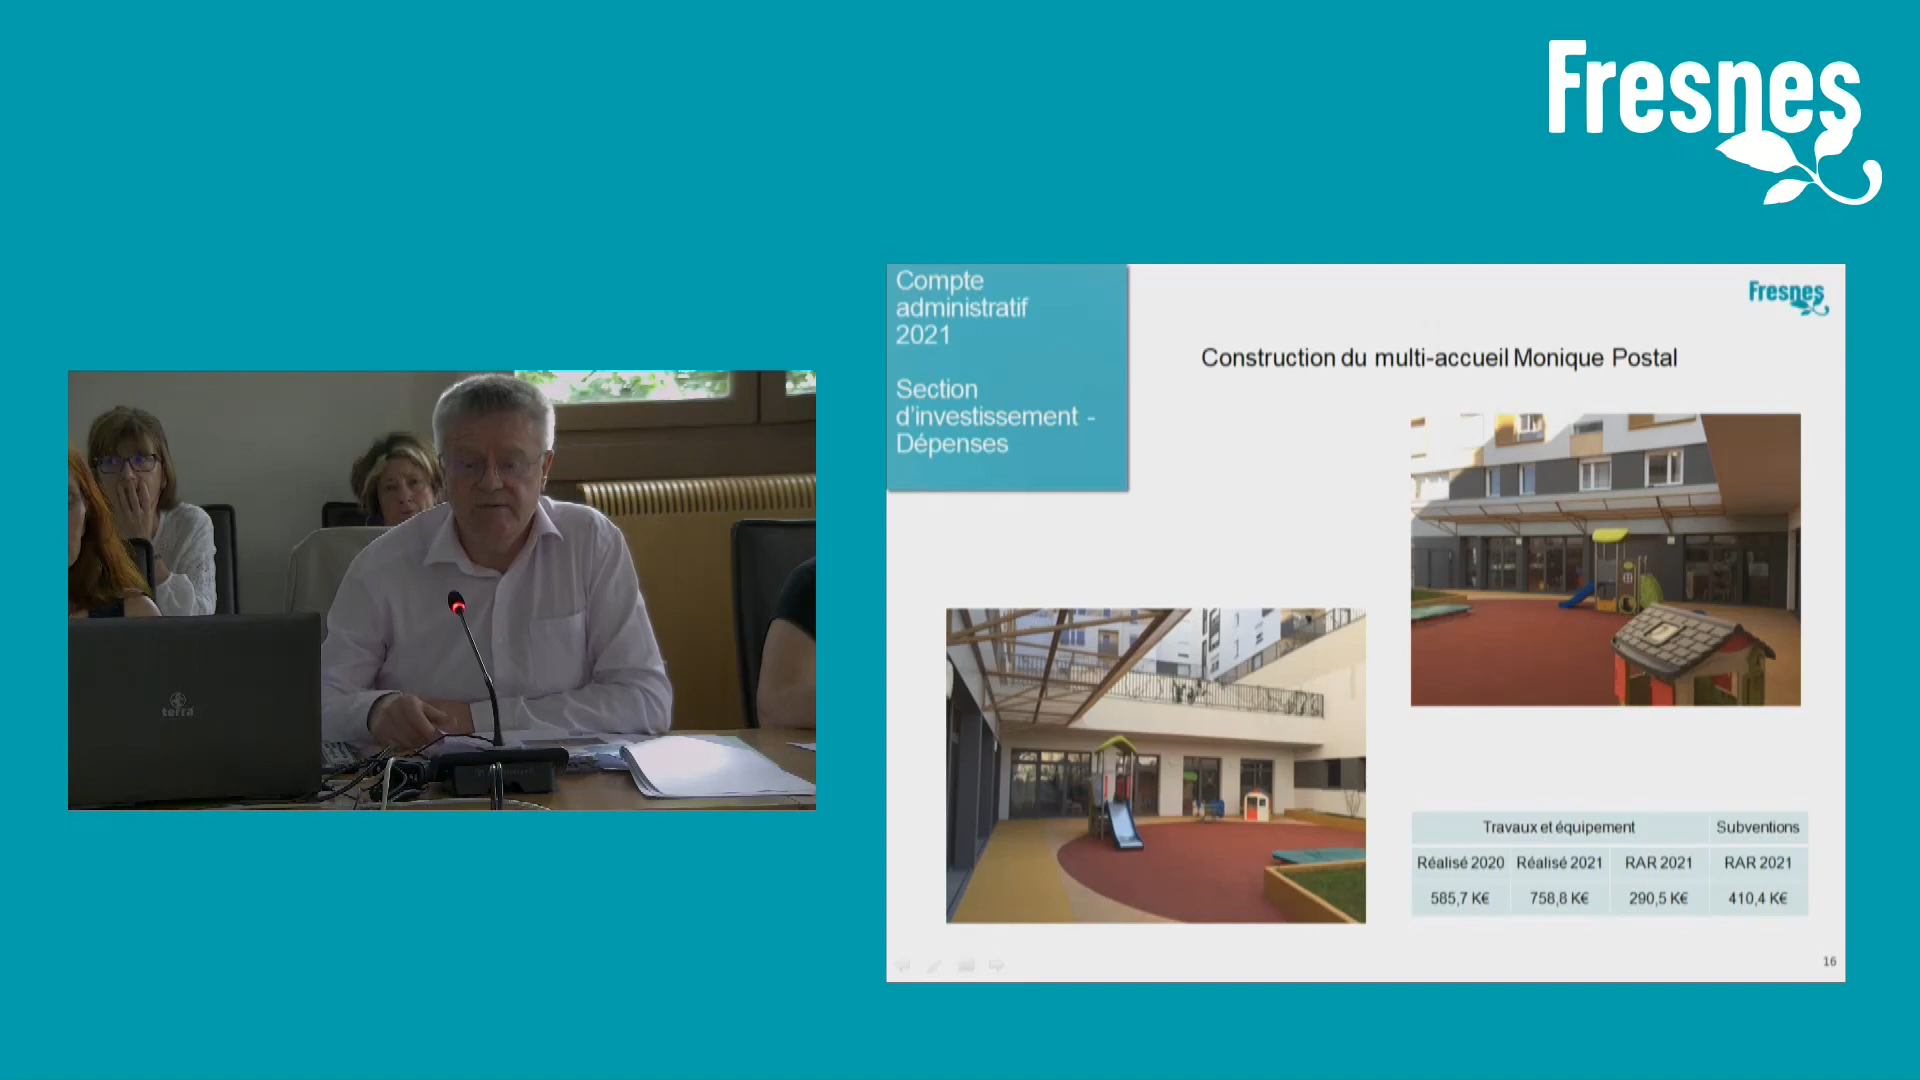 Fresnes
terra
Compte
administratif
2021
Section
d'investissement -
Dépenses
Fresnes
Construction du multi-accueil Monique Postal
Travaux et équipement Subventions
Réalisé 2020 Réalisé 2021 RAR 2021 RAR 2021
585,7 K€ 758,8 K€ 290,5 K€ 410,4 K€
16